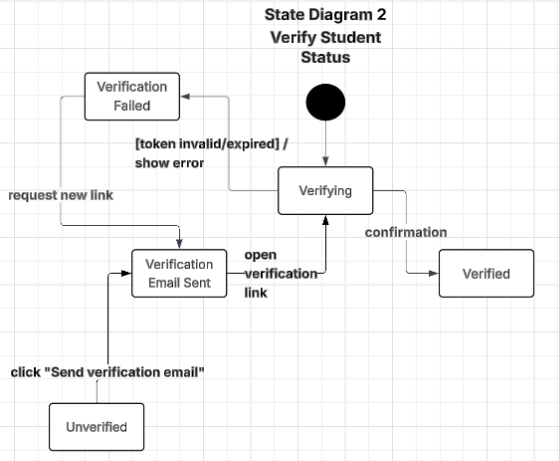 State Diagram 2
Verify Student
Status
Verification
Failed
[token invalid/expired] /
show error
Verifying
request new link
confirmation
Verification
Email Sent
open
verification
link
Verified
click "Send verification email"
Unverified